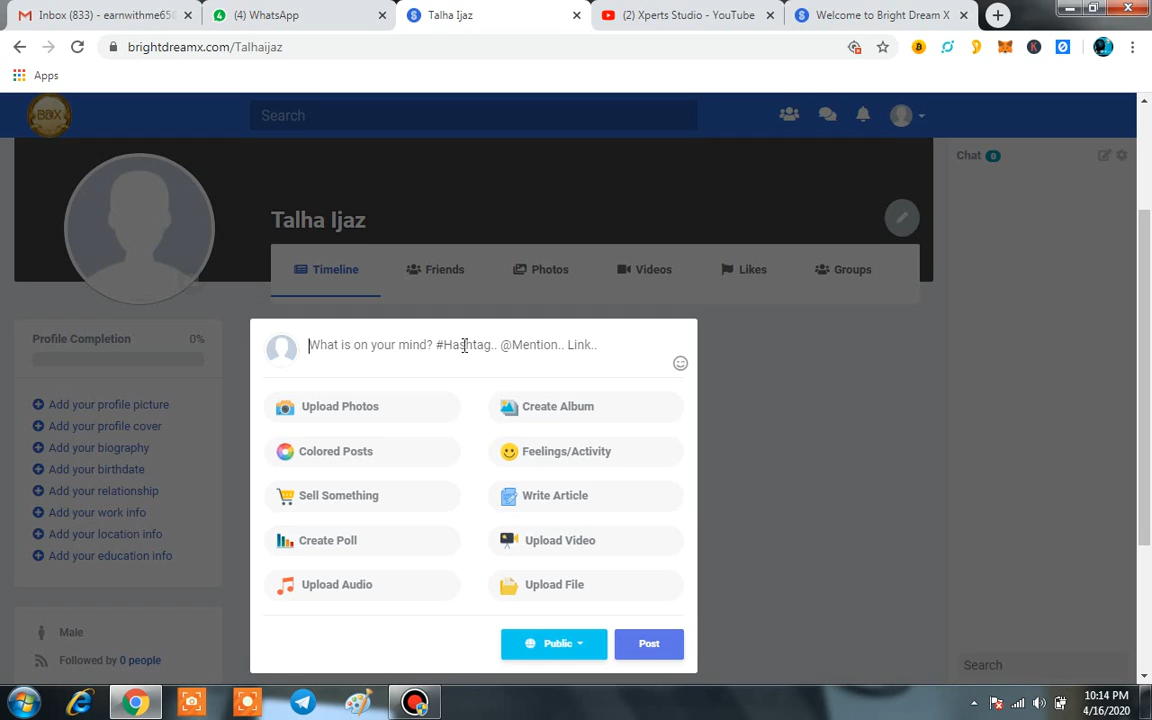 Inbox (833) - earnwithme65
(4) WhatsApp
Talha Ijaz
(2) Xperts Studio - YouTube
Welcome to Bright Dream X
brightdreamx.com/Talhaijaz
Apps
BDX
Search
Talha Ijaz
Timeline
Friends
Photos
Videos
Likes
Groups
Chat 0
Profile Completion 0%
Add your profile picture
Add your profile cover
Add your biography
Add your birthdate
Add your relationship
Add your work info
Add your location info
Add your education info
Male
Followed by 0 people
What is on your mind? #Hashtag.. @Mention.. Link..
Upload Photos
Create Album
Colored Posts
Feelings/Activity
Sell Something
Write Article
Create Poll
Upload Video
Upload Audio
Upload File
Public
Post
Search
10:14 PM
4/16/2020